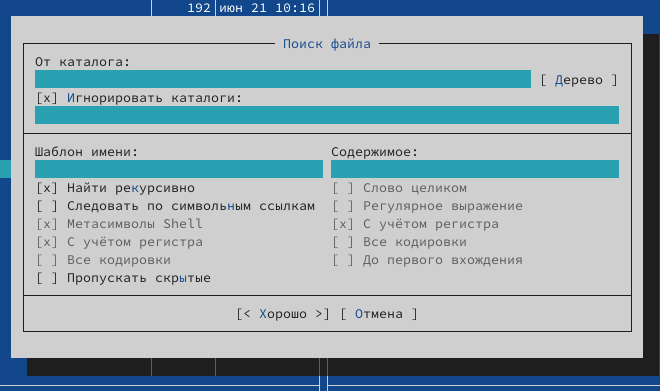 192 июн 21 10:16
Поиск файла
От каталога:
[ Дерево ]
[x] Игнорировать каталоги:
Шаблон имени: Содержимое:
[x] Найти рекурсивно [ ] Слово целиком
[ ] Следовать по символьным ссылкам [ ] Регулярное выражение
[x] Метасимволы Shell [x] С учётом регистра
[x] С учётом регистра [ ] Все кодировки
[ ] Все кодировки [ ] До первого вхождения
[ ] Пропускать скрытые
[< Хорошо >] [ Отмена ]